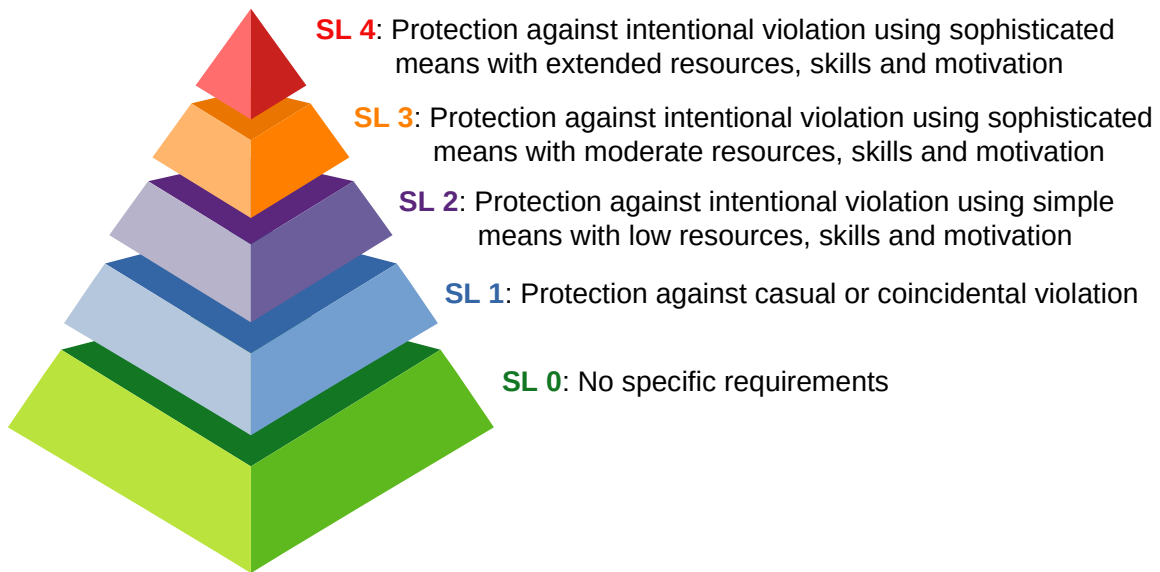 SL 4: Protection against intentional violation using sophisticated
means with extended resources, skills and motivation
SL 3: Protection against intentional violation using sophisticated
means with moderate resources, skills and motivation
SL 2: Protection against intentional violation using simple
means with low resources, skills and motivation
SL 1: Protection against casual or coincidental violation
SL 0: No specific requirements